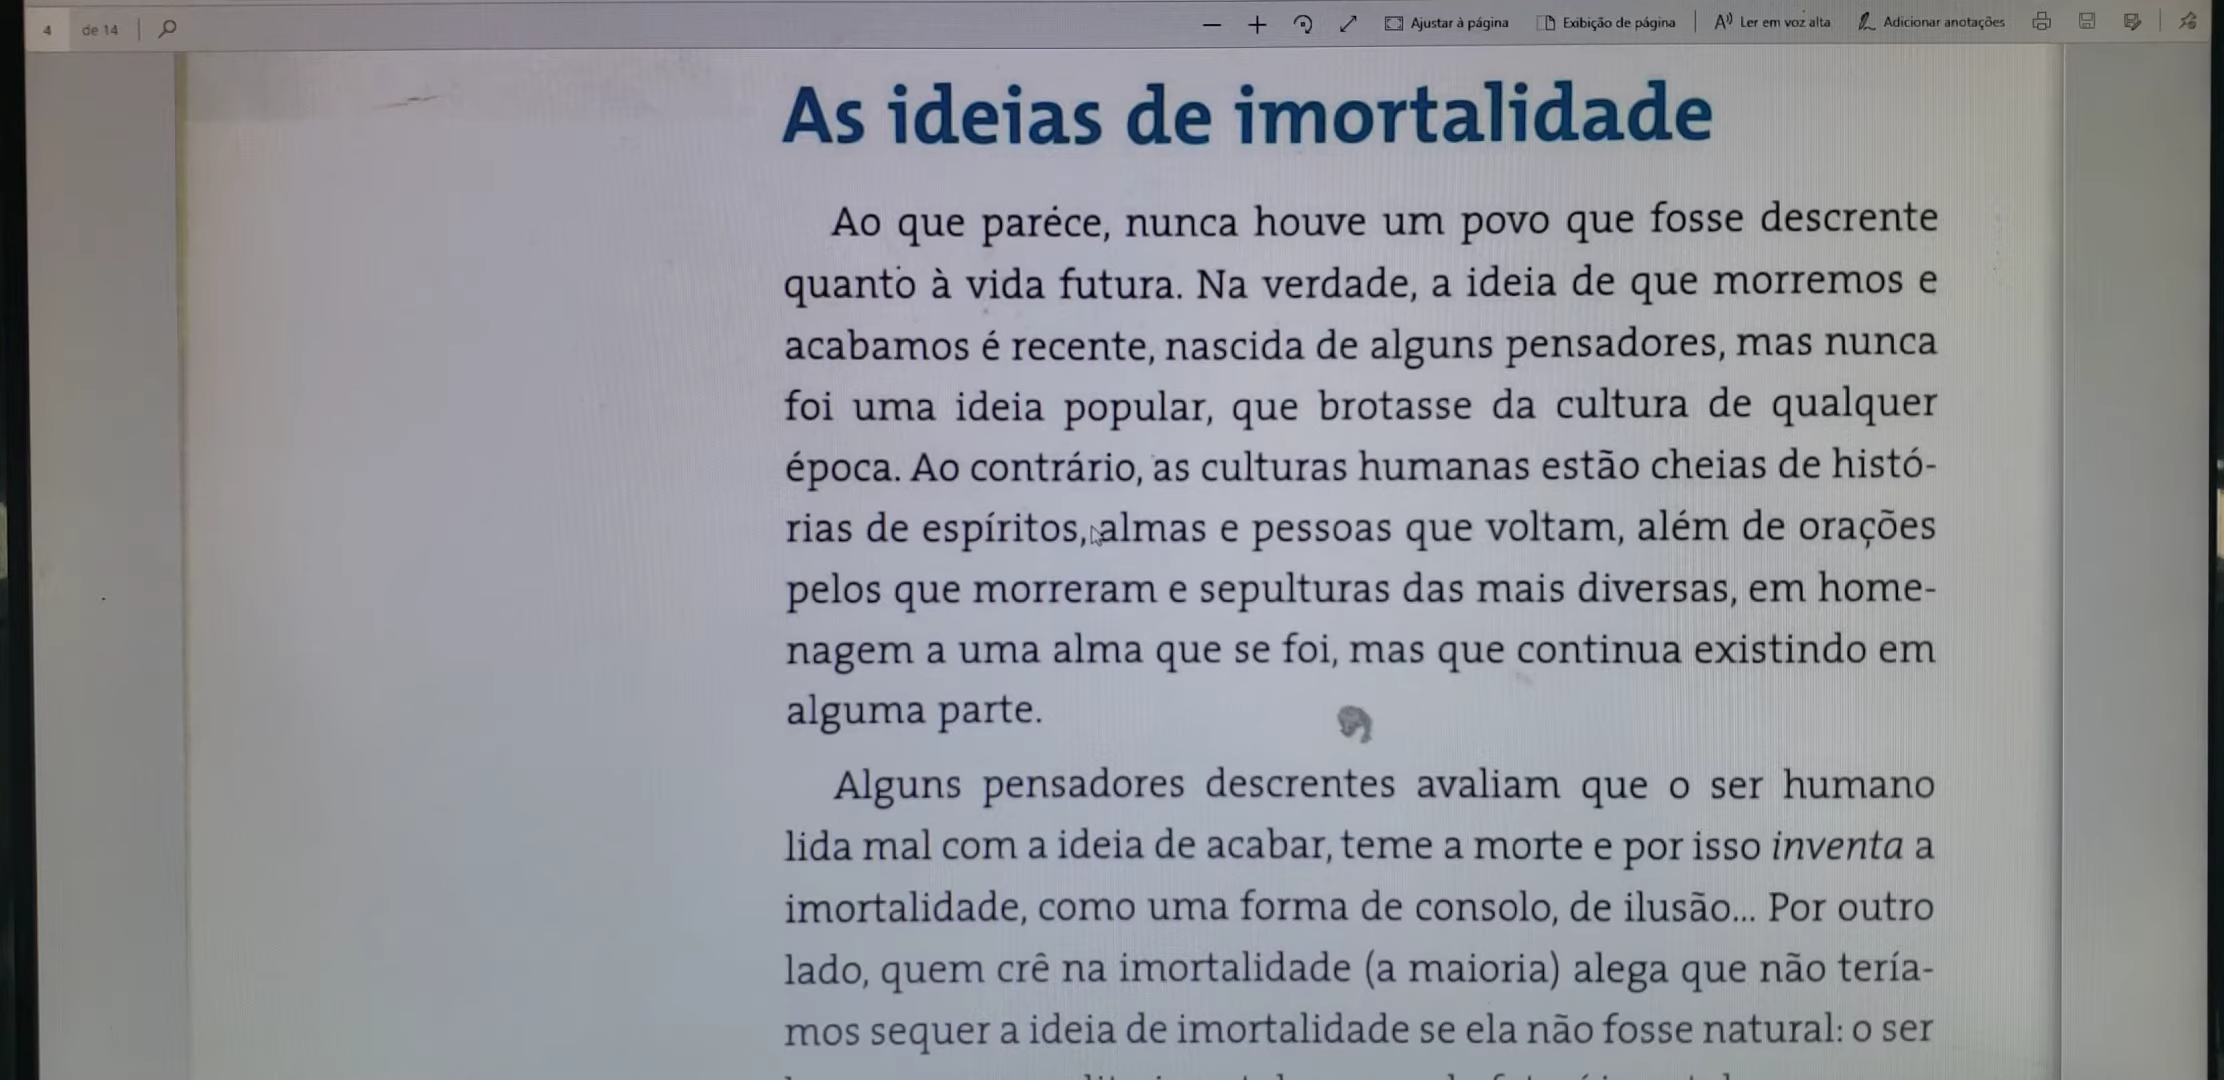 4 de 14 Ajustar à página Exibição de página Ler em voz alta Adicionar anotações
As ideias de imortalidade
Ao que parece, nunca houve um povo que fosse descrente
quanto à vida futura. Na verdade, a ideia de que morremos e
acabamos é recente, nascida de alguns pensadores, mas nunca
foi uma ideia popular, que brotasse da cultura de qualquer
época. Ao contrário, as culturas humanas estão cheias de histó-
rias de espíritos, almas e pessoas que voltam, além de orações
pelos que morreram e sepulturas das mais diversas, em home-
nagem a uma alma que se foi, mas que continua existindo em
alguma parte.
Alguns pensadores descrentes avaliam que o ser humano
lida mal com a ideia de acabar, teme a morte e por isso inventa a
imortalidade, como uma forma de consolo, de ilusão... Por outro
lado, quem crê na imortalidade (a maioria) alega que não tería-
mos sequer a ideia de imortalidade se ela não fosse natural: o ser